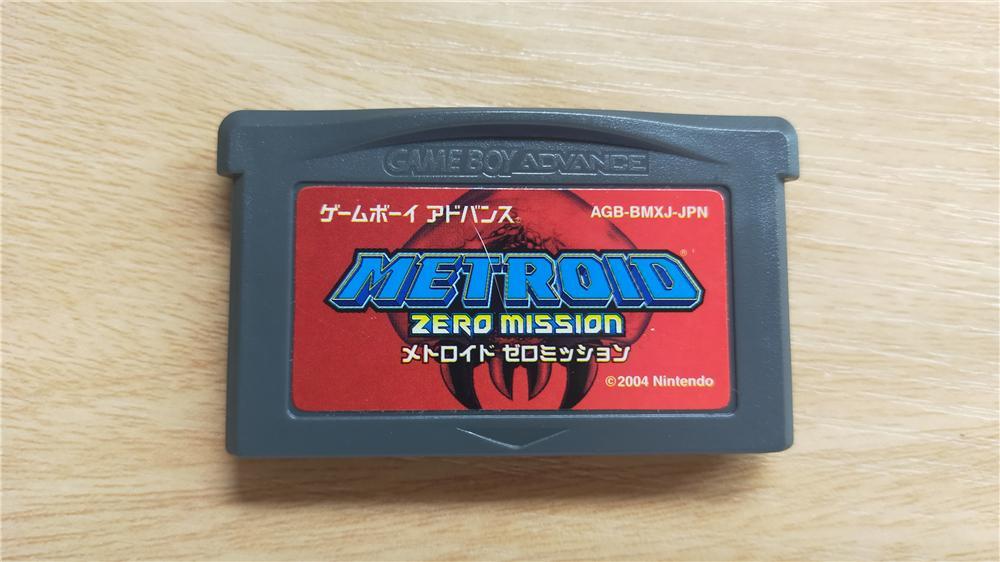 GAME BOY ADVANCE
ゲームボーイ アドバンス AGB-BMXJ-JPN
METROID®
ZERO MISSION
メトロイド ゼロミッション
©2004 Nintendo